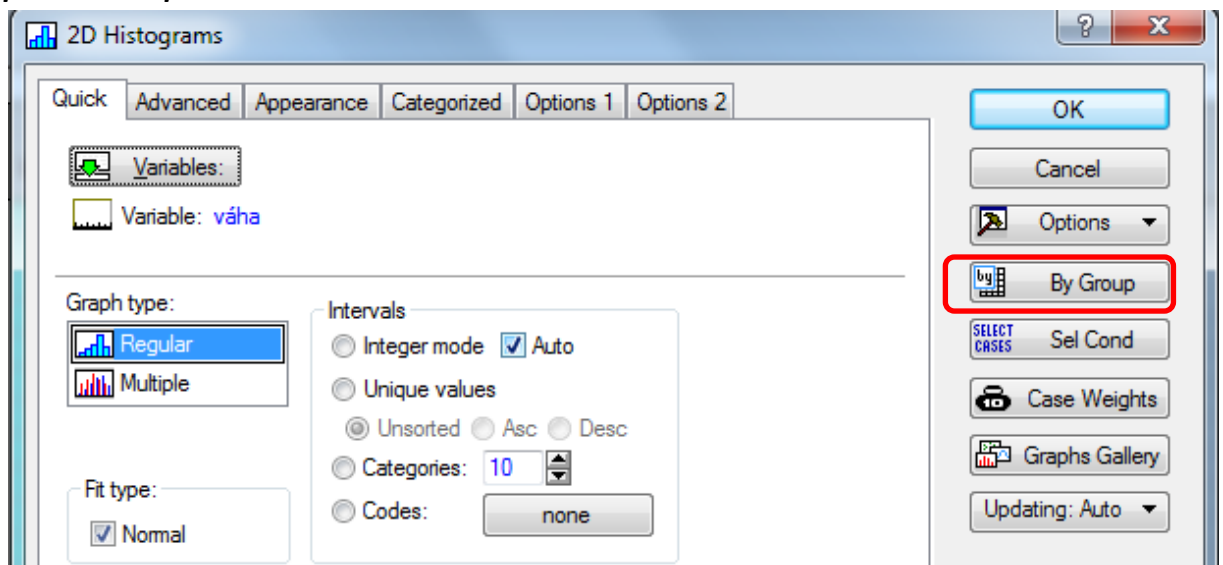 2D Histograms
Quick Advanced Appearance Categorized Options 1 Options 2
Variables:
Variable: váha
Graph type:
Regular
Multiple
Fit type:
Normal
Intervals
Integer mode Auto
Unique values
Unsorted Asc Desc
Categories: 10
Codes: none
OK
Cancel
Options
by By Group
SELECT CASES Sel Cond
10 Case Weights
Graphs Gallery
Updating: Auto